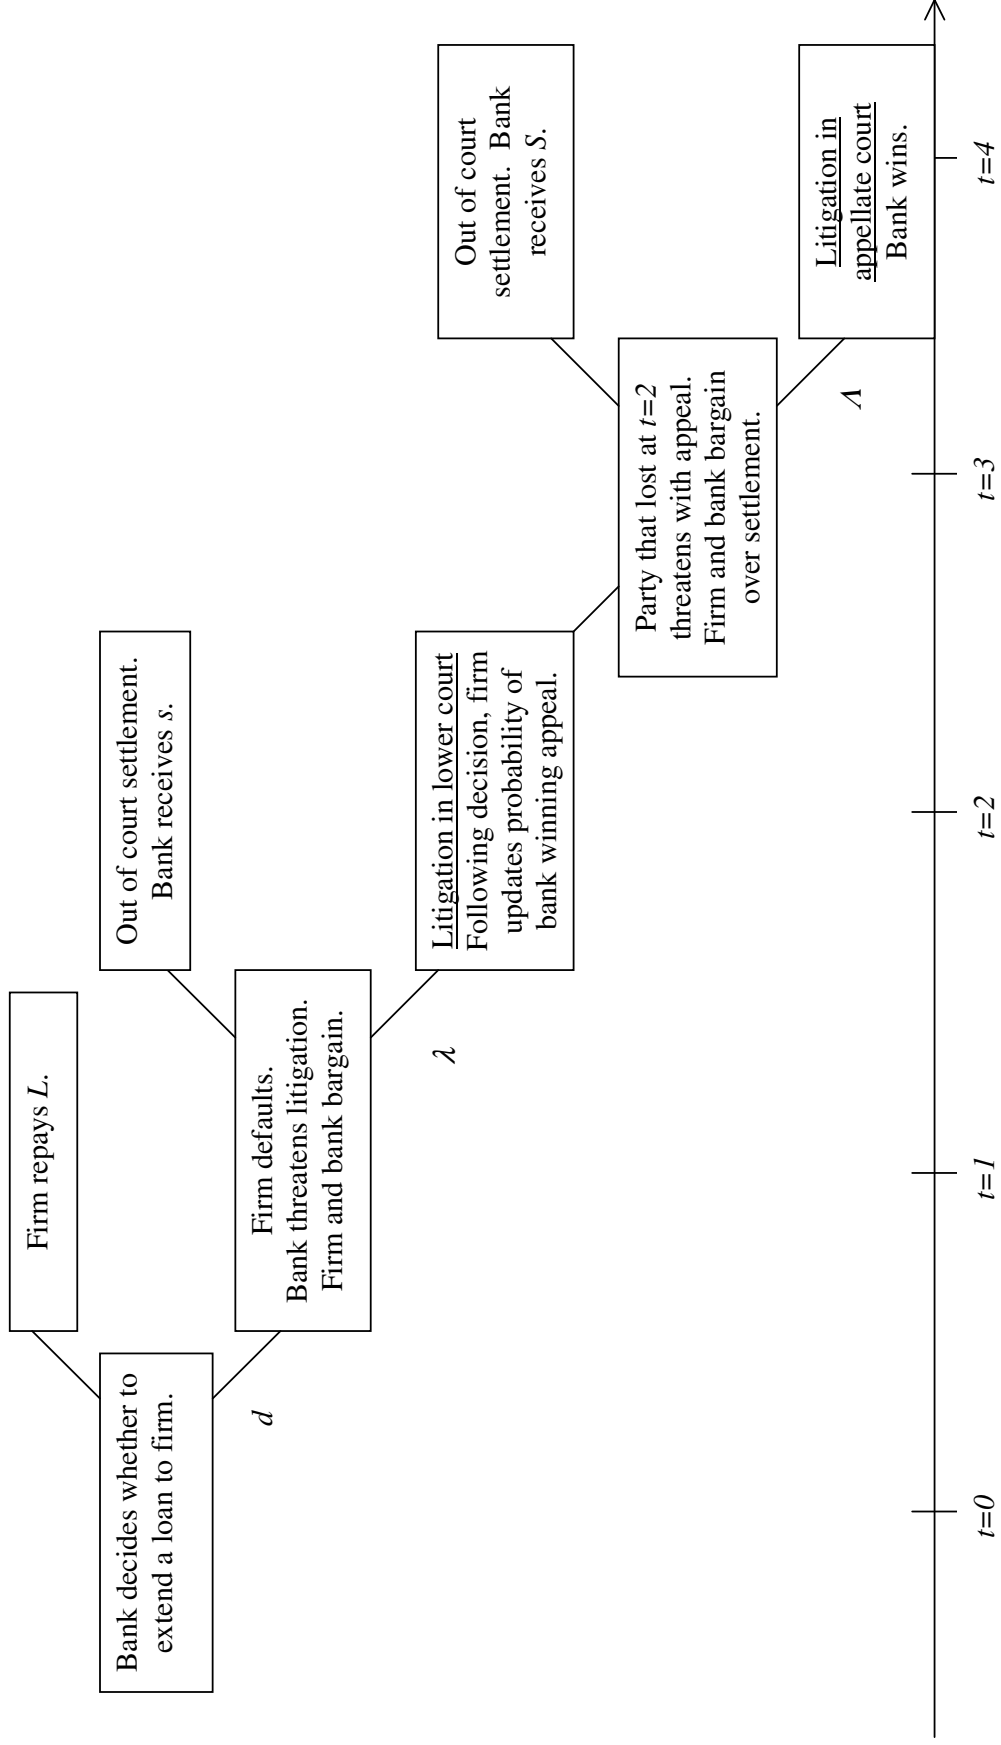 Firm repays L.
Bank decides whether to
extend a loan to firm.
d
Out of court settlement.
Bank receives s.
Firm defaults.
Bank threatens litigation.
Firm and bank bargain.
λ
Litigation in lower court
Following decision, firm
updates probability of
bank winning appeal.
Out of court
settlement. Bank
receives S.
Party that lost at t=2
threatens with appeal.
Firm and bank bargain
over settlement.
Λ
Litigation in
appellate court
Bank wins.
t=0
t=1
t=2
t=3
t=4